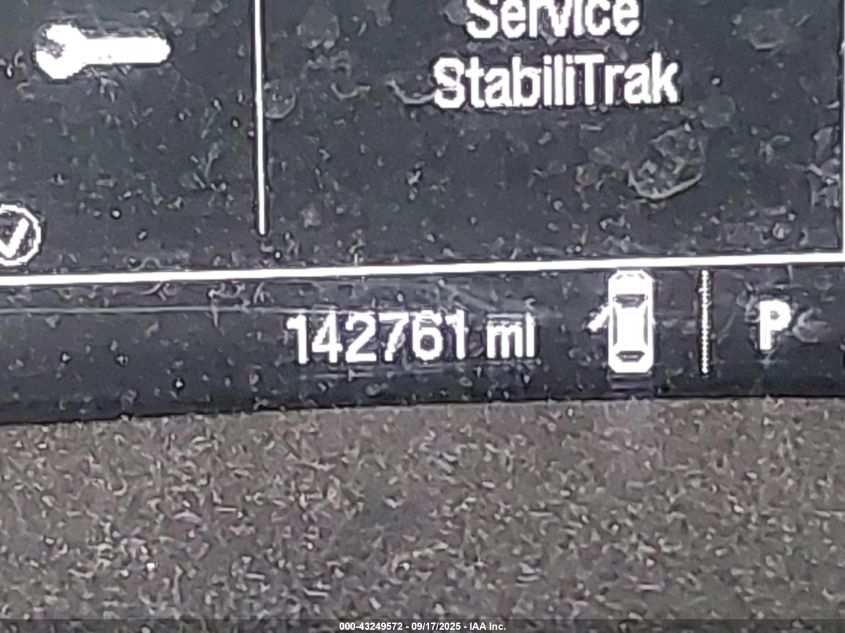 Service
StabiliTrak
142761 mi
P
000-43249572 - 09/17/2025 - IAA Inc.